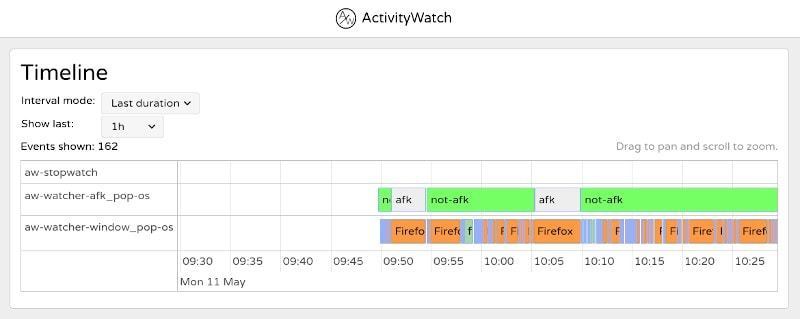 ActivityWatch
Timeline
Interval mode: Last duration
Show last: 1h
Events shown: 162 Drag to pan and scroll to zoom.
aw-stopwatch
aw-watcher-afk_pop-os afk not-afk afk not-afk
aw-watcher-window_pop-os Firefo Firefo f F Fi Firefox F F Fi Firef Firef
09:30 09:35 09:40 09:45 09:50 09:55 10:00 10:05 10:10 10:15 10:20 10:25
Mon 11 May